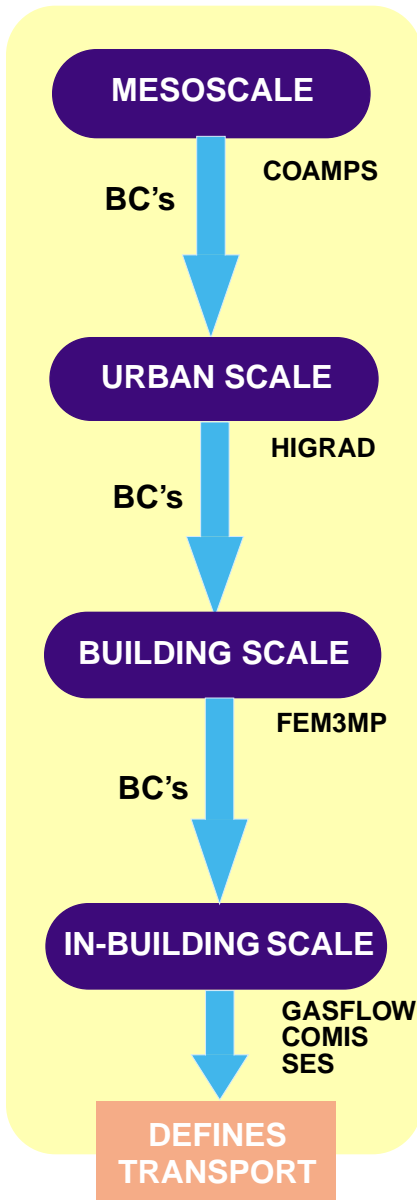 MESOSCALE
COAMPS
BC’s
URBAN SCALE
HIGRAD
BC’s
BUILDING SCALE
FEM3MP
BC’s
IN-BUILDING SCALE
GASFLOW
COMIS
SES
DEFINES
TRANSPORT